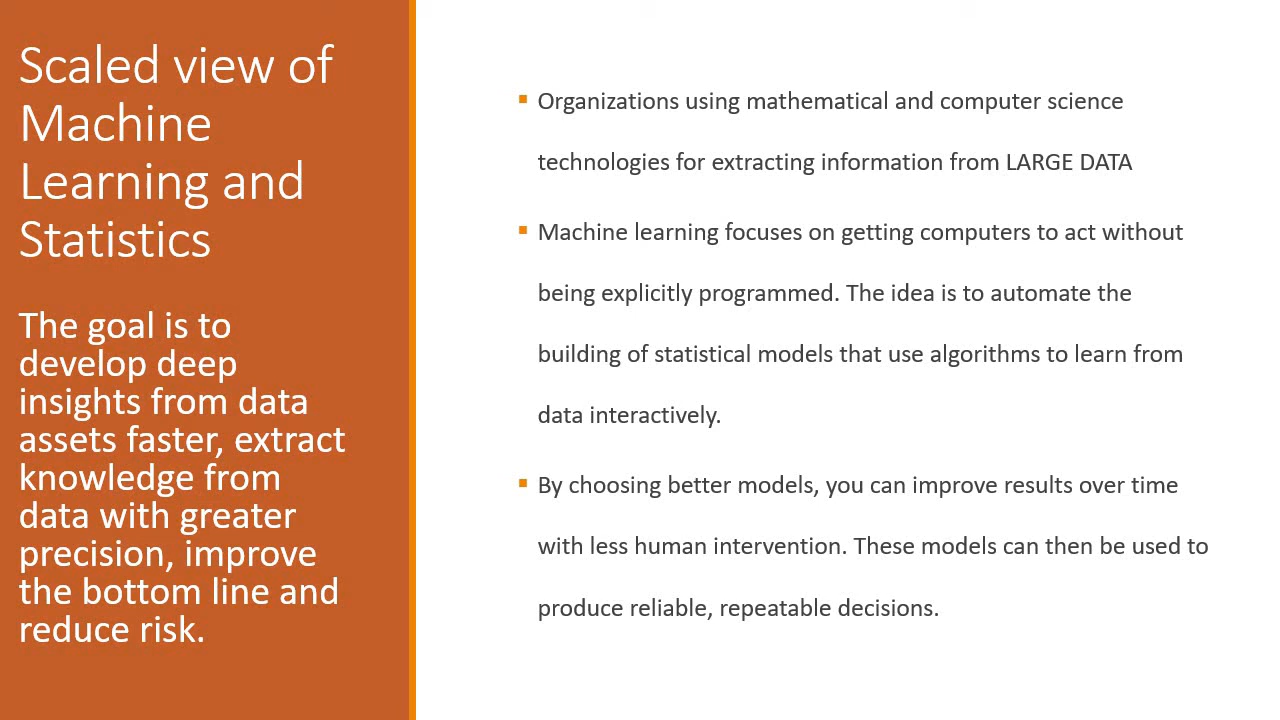 Scaled view of
Machine
Learning and
Statistics
The goal is to
develop deep
insights from data
assets faster, extract
knowledge from
data with greater
precision, improve
the bottom line and
reduce risk.
Organizations using mathematical and computer science
technologies for extracting information from LARGE DATA
Machine learning focuses on getting computers to act without
being explicitly programmed. The idea is to automate the
building of statistical models that use algorithms to learn from
data interactively.
By choosing better models, you can improve results over time
with less human intervention. These models can then be used to
produce reliable, repeatable decisions.